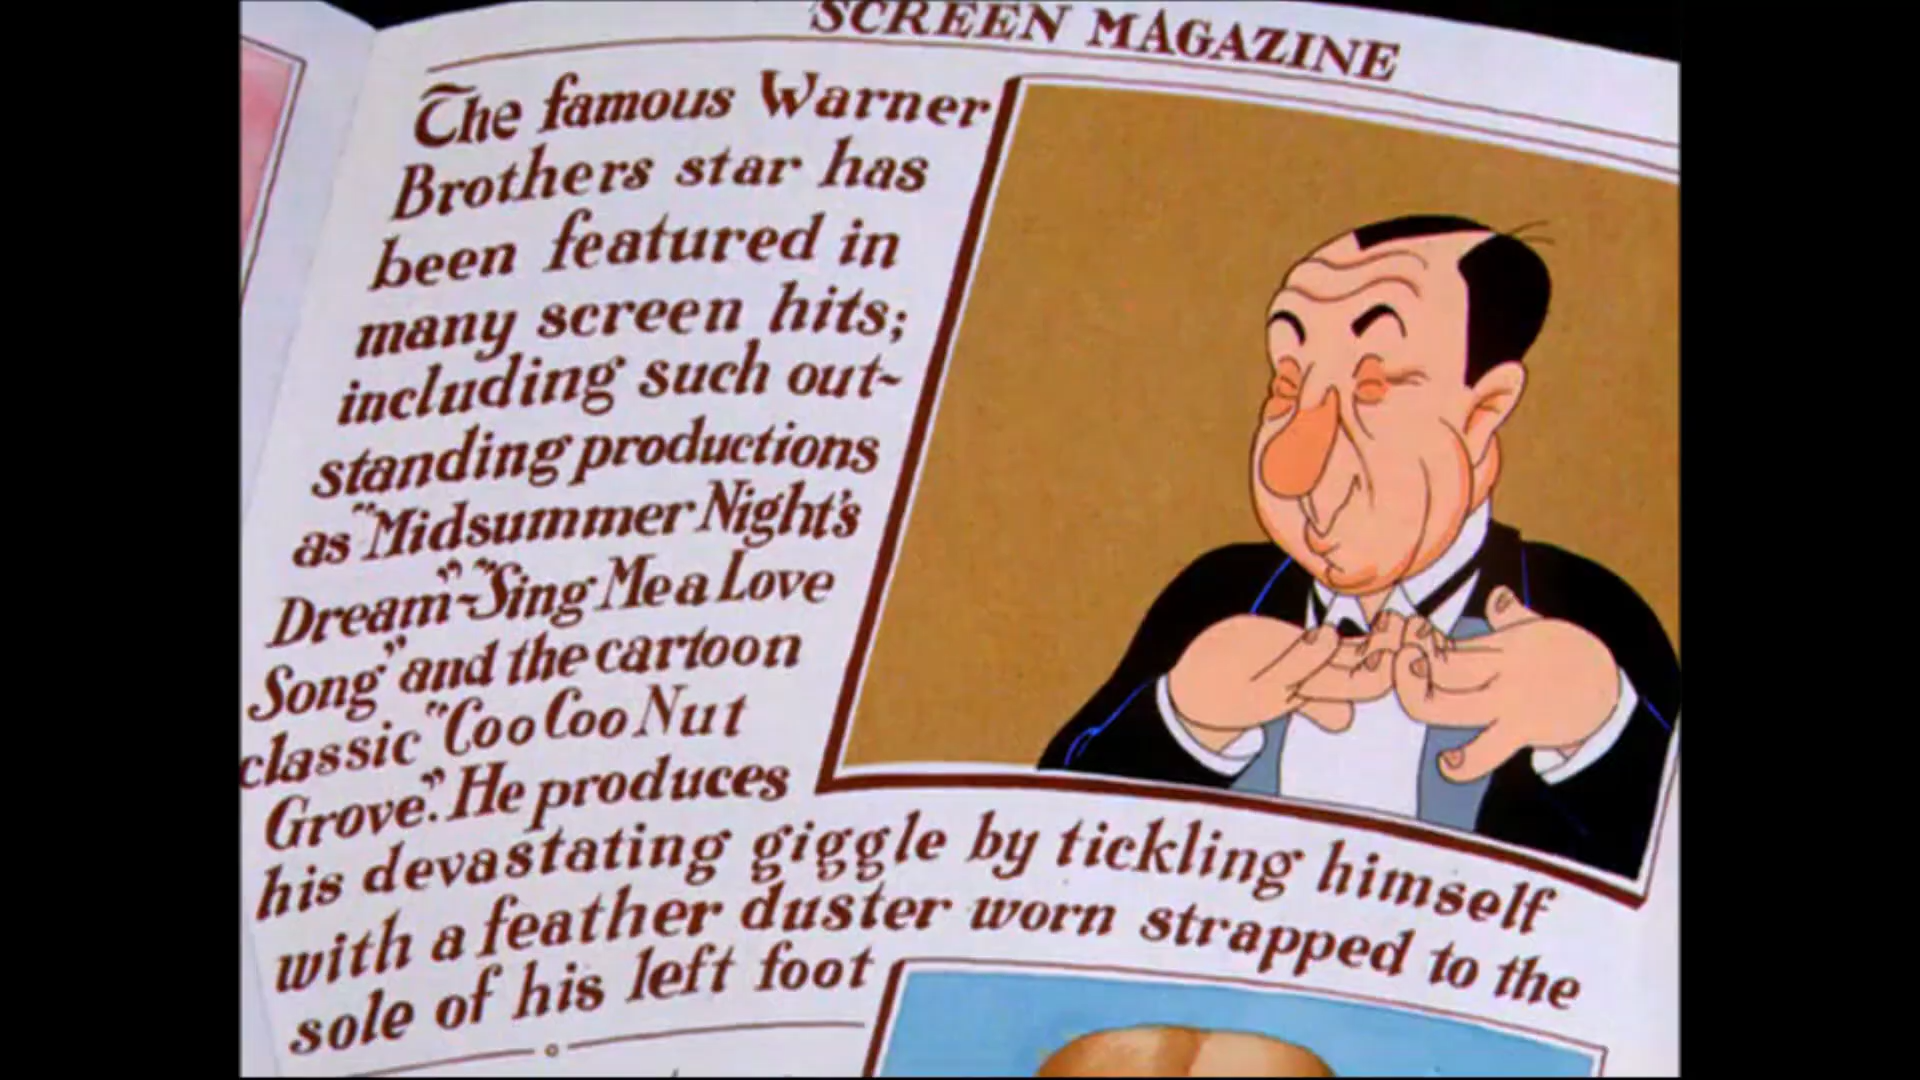 SCREEN MAGAZINE
The famous Warner
Brothers star has
been featured in
many screen hits;
including such out-
standing productions
as "Midsummer Night's
Dream"-"Sing Me a Love
Song" and the cartoon
classic "Coo Coo Nut
Grove". He produces
his devastating giggle by tickling himself
with a feather duster worn strapped to the
sole of his left foot